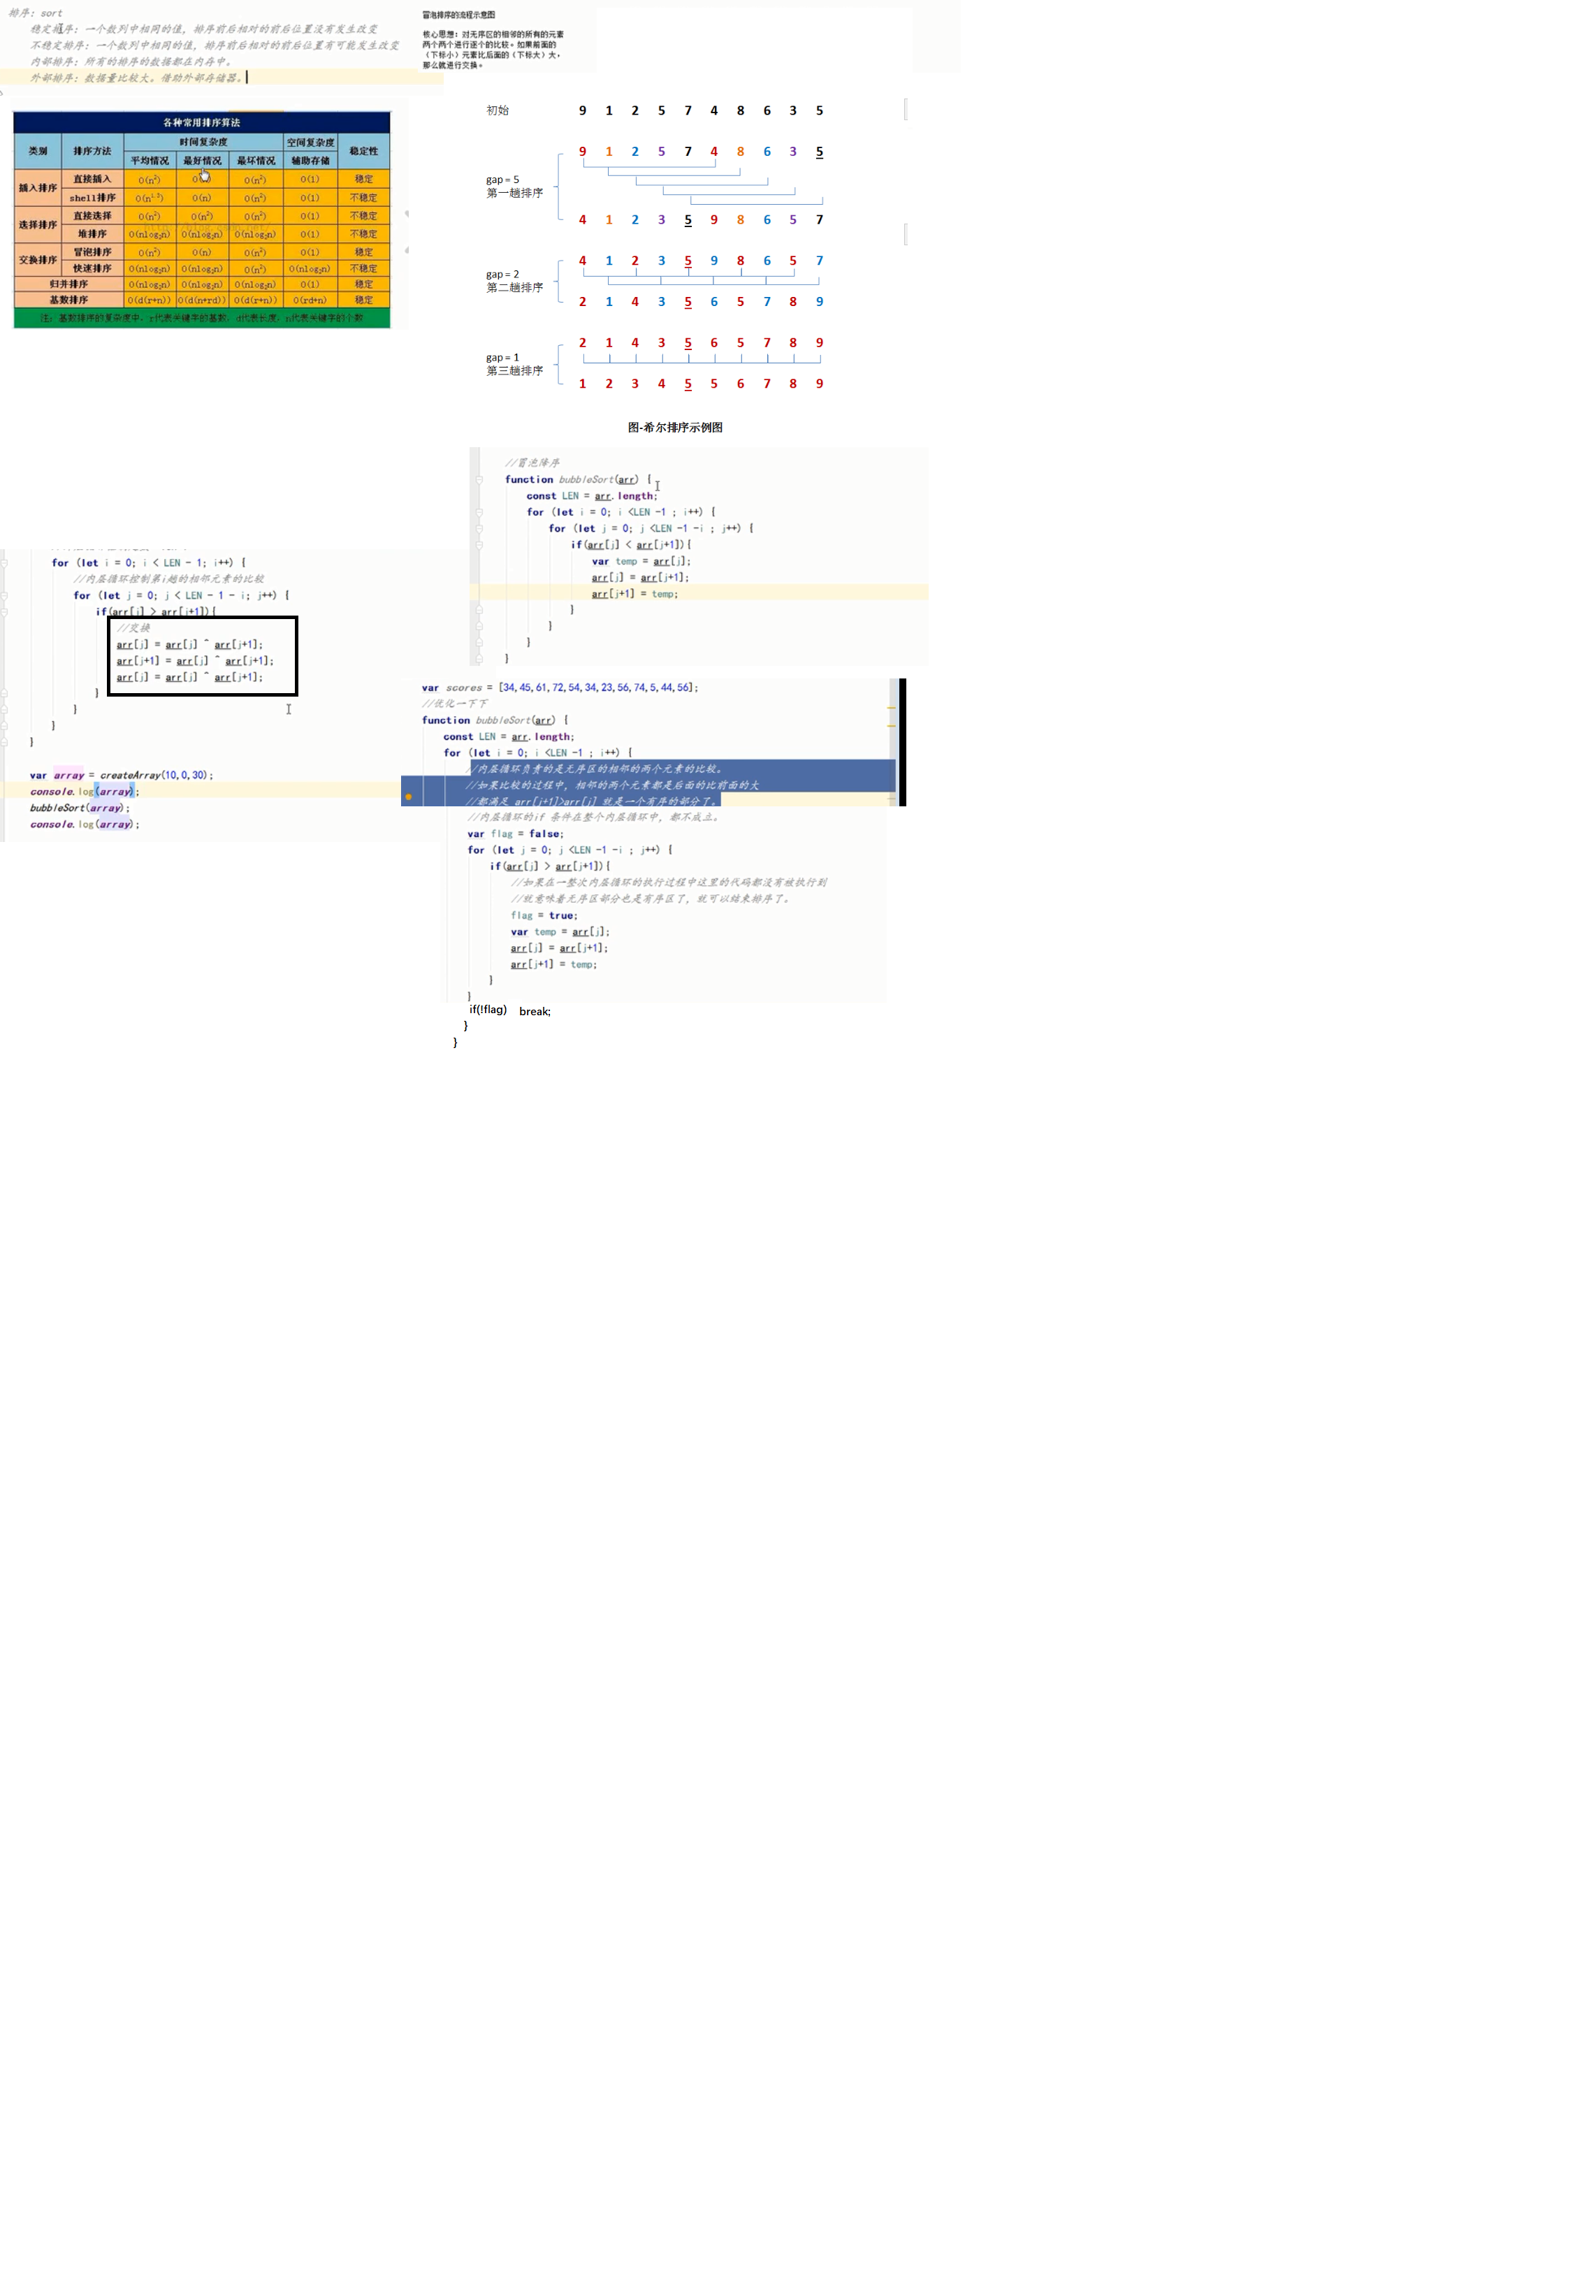 排序: sort
稳定排序: 一个数列中相同的值, 排序前后相对的前后位置没有发生改变
不稳定排序: 一个数列中相同的值, 排序前后相对的前后位置有可能发生改变
内部排序: 所有的排序的数据都在内存中。
外部排序: 数据量比较大。借助外部存储器。
冒泡排序的流程示意图
核心思想: 对无序区的相邻的所有的元素
两个两个进行逐个的比较。如果前面的
(下标小) 元素比后面的 (下标大) 大,
那么就进行交换。
各种常用排序算法
类别 排序方法 时间复杂度 空间复杂度 稳定性
平均情况 最好情况 最坏情况 辅助存储
插入排序 直接插入 O(n²) O(n²) O(1) 稳定
shell排序 O(n) O(n²) O(1) 不稳定
选择排序 直接选择 O(n²) O(n²) O(n²) O(1) 不稳定
堆排序 O(nlog₂n) O(nlog₂n) O(nlog₂n) O(1) 不稳定
交换排序 冒泡排序 O(n²) O(n) O(n²) O(1) 稳定
快速排序 O(nlog₂n) O(nlog₂n) O(n²) O(nlog₂n) 不稳定
归并排序 O(nlog₂n) O(nlog₂n) O(nlog₂n) O(1) 稳定
基数排序 O(d(r+n)) O(d(n+rd)) O(d(r+n)) O(rd+n) 稳定
注: 基数排序的复杂度中, r代表关键字的基数, d代表长度, n代表关键字的个数
初始 9 1 2 5 7 4 8 6 3 5
9 1 2 5 7 4 8 6 3 5
gap = 5
第一趟排序
4 1 2 3 5 9 8 6 5 7
4 1 2 3 5 9 8 6 5 7
gap = 2
第二趟排序
2 1 4 3 5 6 5 7 8 9
2 1 4 3 5 6 5 7 8 9
gap = 1
第三趟排序
1 2 3 4 5 5 6 7 8 9
图-希尔排序示例图
//冒泡降序
function bubbleSort(arr) {
const LEN = arr.length;
for (let i = 0; i <LEN -1 ; i++) {
for (let j = 0; j <LEN -1 -i ; j++) {
if(arr[j] < arr[j+1]){
var temp = arr[j];
arr[j] = arr[j+1];
arr[j+1] = temp;
}
}
}
}
for (let i = 0; i < LEN - 1; i++) {
//内层循环控制第i趟的相邻元素的比较
for (let j = 0; j < LEN - 1 - i; j++) {
if(arr[j] > arr[j+1]){
//交换
arr[j] = arr[j] ^ arr[j+1];
arr[j+1] = arr[j] ^ arr[j+1];
arr[j] = arr[j] ^ arr[j+1];
}
}
}
}
var array = createArray(10,0,30);
console.log(array);
bubbleSort(array);
console.log(array);
var scores = [34,45,61,72,54,34,23,56,74,5,44,56];
//优化一下下
function bubbleSort(arr) {
const LEN = arr.length;
for (let i = 0; i <LEN -1 ; i++) {
//内层循环负责的是无序区的相邻的两个元素的比较。
//如果比较的过程中, 相邻的两个元素都是后面的比前面的大
//都满足 arr[j+1]>arr[j] 就是一个有序的部分了。
//内层循环的if 条件在整个内层循环中, 都不成立。
var flag = false;
for (let j = 0; j <LEN -1 -i ; j++) {
if(arr[j] > arr[j+1]){
//如果在一整次内层循环的执行过程中这里的代码都没有被执行到
//就意味着无序区部分也是有序区了, 就可以结束排序了。
flag = true;
var temp = arr[j];
arr[j] = arr[j+1];
arr[j+1] = temp;
}
}
if(!flag) break;
}
}